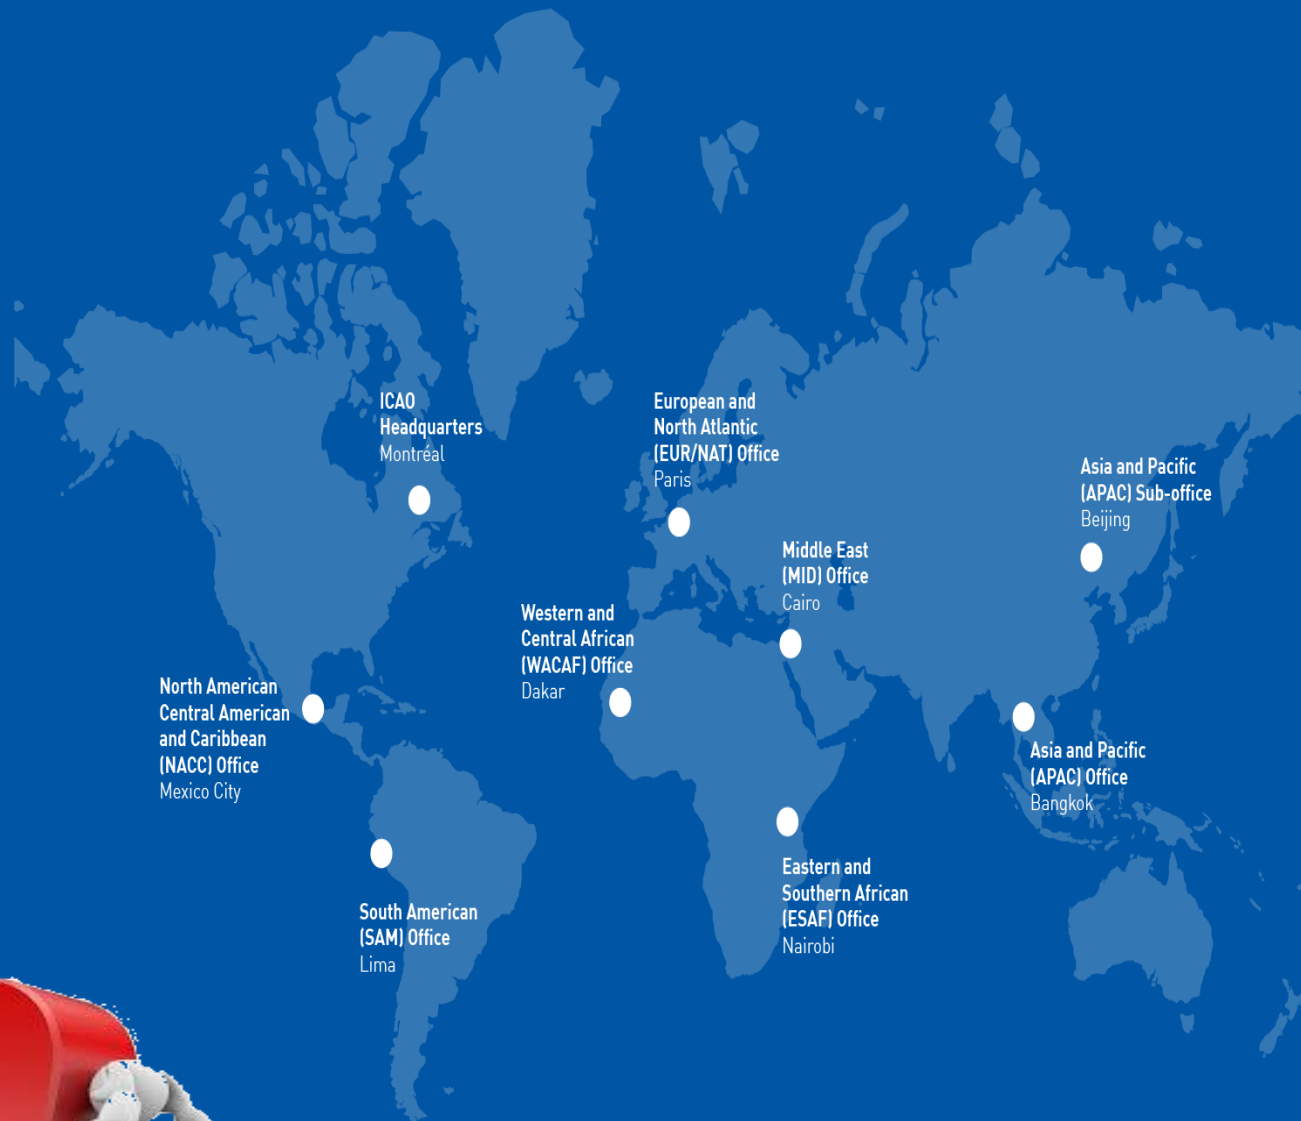 ICAO
Headquarters
Montréal
European and
North Atlantic
(EUR/NAT) Office
Paris
Asia and Pacific
(APAC) Sub-office
Beijing
Middle East
(MID) Office
Cairo
Western and
Central African
(WACAF) Office
Dakar
North American
Central American
and Caribbean
(NACC) Office
Mexico City
Asia and Pacific
(APAC) Office
Bangkok
Eastern and
Southern African
(ESAF) Office
Nairobi
South American
(SAM) Office
Lima